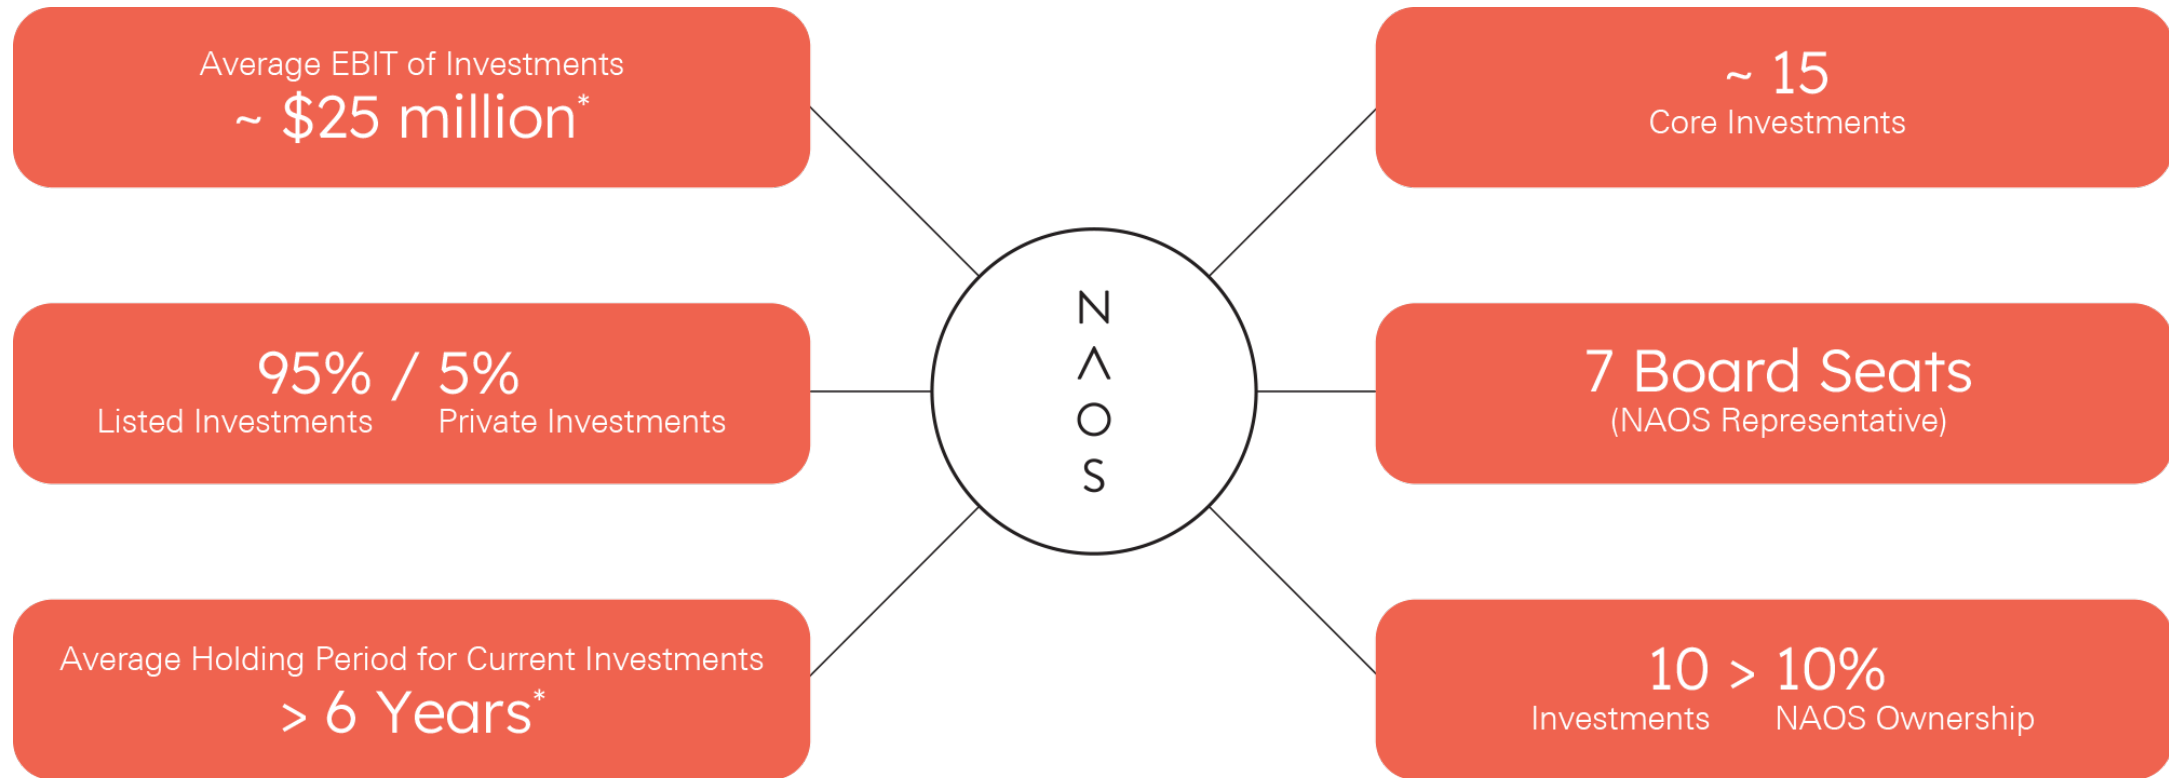 Average EBIT of Investments
~ $25 million*
95% / 5%
Listed Investments Private Investments
Average Holding Period for Current Investments
> 6 Years*
N
Λ
O
S
~ 15
Core Investments
7 Board Seats
(NAOS Representative)
10 > 10%
Investments NAOS Ownership